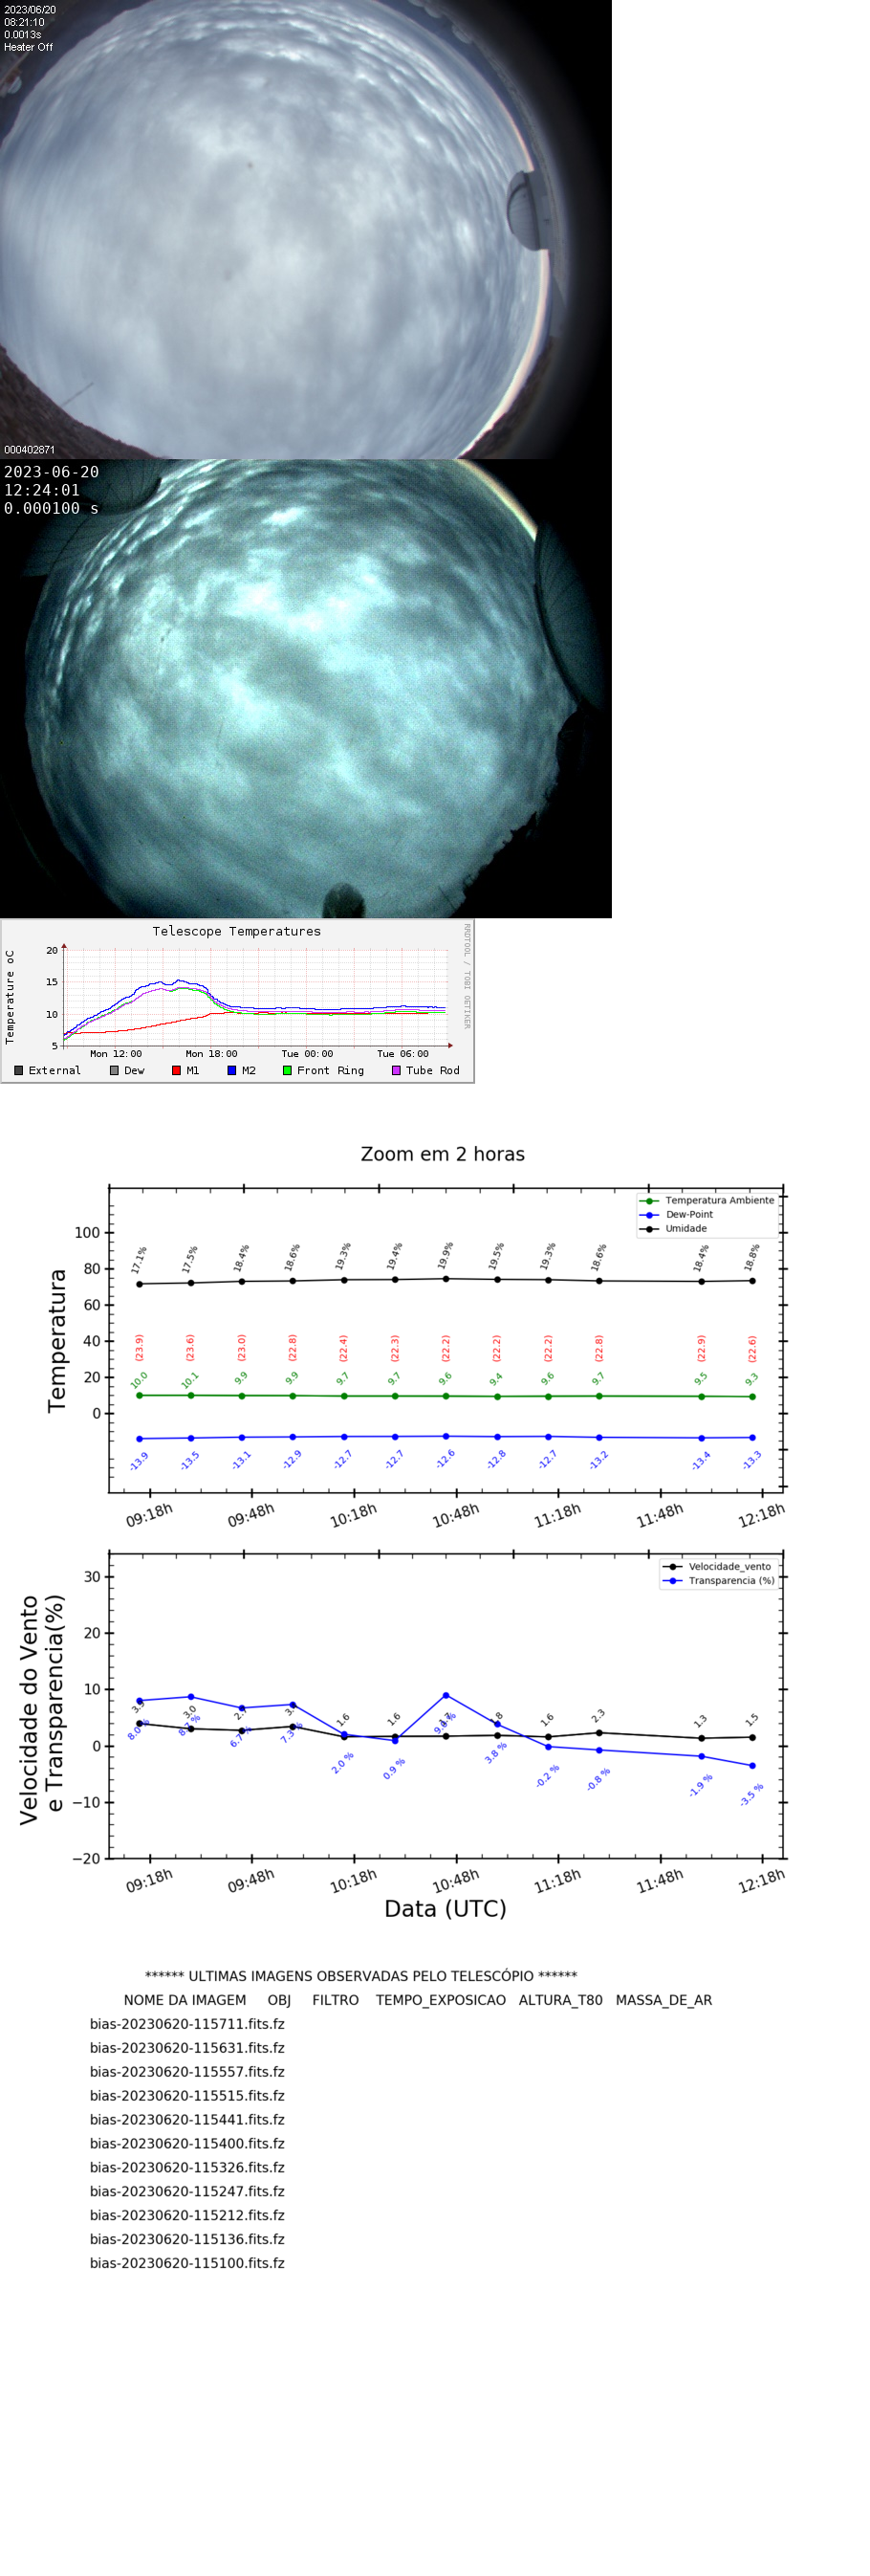 2023/06/20
08:21:10
0.0013s
Heater Off
000402871
2023-06-20
12:24:01
0.000100 s
Telescope Temperatures
RRDTOOL / TOBI OETIKER
Temperature oC
20
15
10
5
Mon 12:00 Mon 18:00 Tue 00:00 Tue 06:00
External Dew M1 M2 Front Ring Tube Rod
Zoom em 2 horas
Temperatura
Temperatura Ambiente
Dew-Point
Umidade
100
80
60
40
20
0
17.1% 17.5% 18.4% 18.6% 19.3% 19.4% 19.9% 19.5% 19.3% 18.6% 18.4% 18.8%
(23.9) (23.6) (23.0) (22.8) (22.4) (22.3) (22.2) (22.2) (22.2) (22.8) (22.9) (22.6)
10.0 10.1 9.9 9.9 9.7 9.7 9.6 9.4 9.6 9.7 9.5 9.3
-13.9 -13.5 -13.1 -12.9 -12.7 -12.7 -12.6 -12.8 -12.7 -13.2 -13.4 -13.3
09:18h 09:48h 10:18h 10:48h 11:18h 11:48h 12:18h
Velocidade do Vento
e Transparencia(%)
Velocidade_vento
Transparencia (%)
30
20
10
0
−10
−20
3.0 1.6 1.6 1.6 2.3 1.3 1.5
2.0 % 0.9 % 3.8 % -0.2 % -0.8 % -1.9 % -3.5 %
09:18h 09:48h 10:18h 10:48h 11:18h 11:48h 12:18h
Data (UTC)
****** ULTIMAS IMAGENS OBSERVADAS PELO TELESCÓPIO ******
NOME DA IMAGEM OBJ FILTRO TEMPO_EXPOSICAO ALTURA_T80 MASSA_DE_AR
bias-20230620-115711.fits.fz
bias-20230620-115631.fits.fz
bias-20230620-115557.fits.fz
bias-20230620-115515.fits.fz
bias-20230620-115441.fits.fz
bias-20230620-115400.fits.fz
bias-20230620-115326.fits.fz
bias-20230620-115247.fits.fz
bias-20230620-115212.fits.fz
bias-20230620-115136.fits.fz
bias-20230620-115100.fits.fz